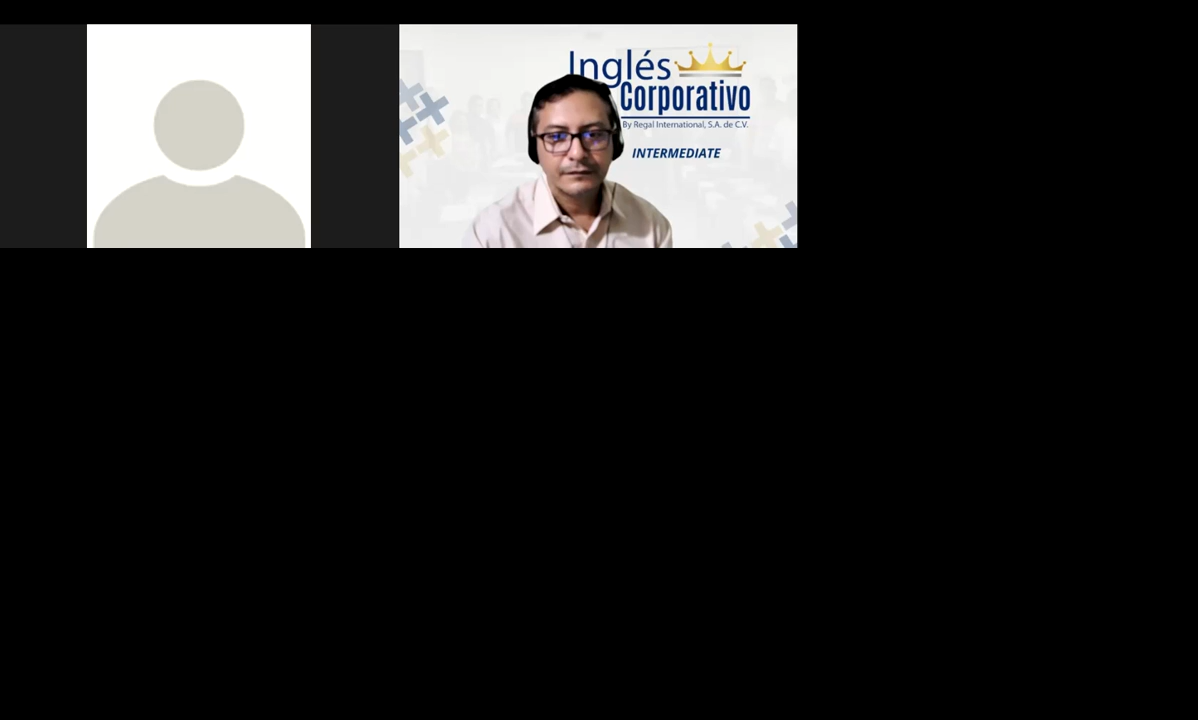 Inglés
Corporativo
By Regal International, S.A. de C.V.
INTERMEDIATE